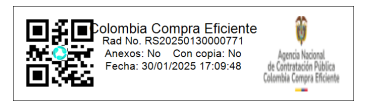 Colombia Compra Eficiente
Rad No. RS20250130000771
Anexos: No Con copia: No
Fecha: 30/01/2025 17:09:48
Agencia Nacional
de Contratación Pública
Colombia Compra Eficiente